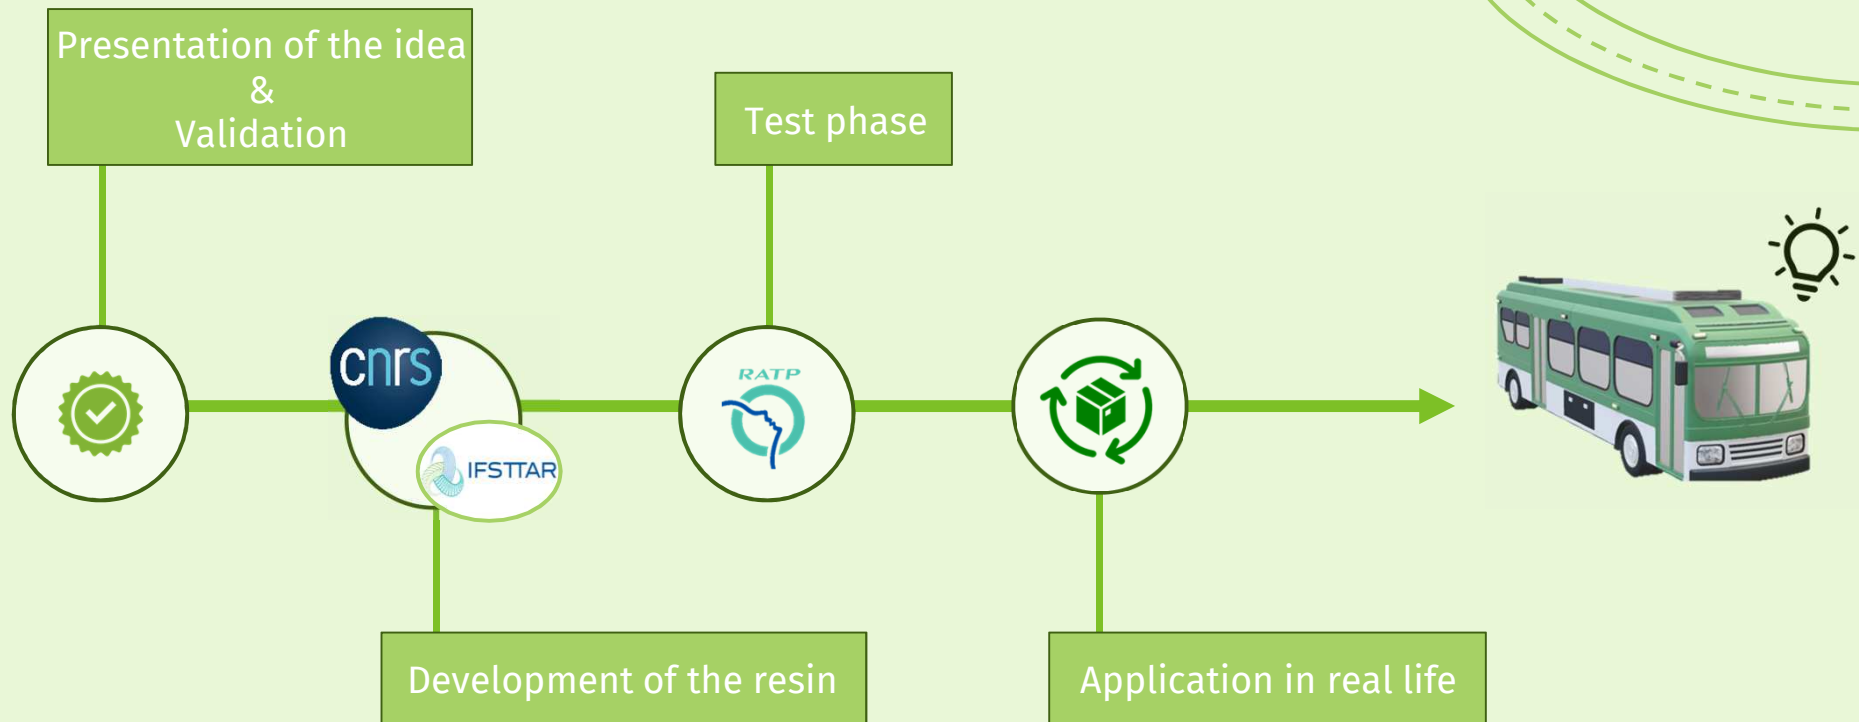 Presentation of the idea
&
Validation
Test phase
cnrs
IFSTTAR
RATP
Development of the resin
Application in real life